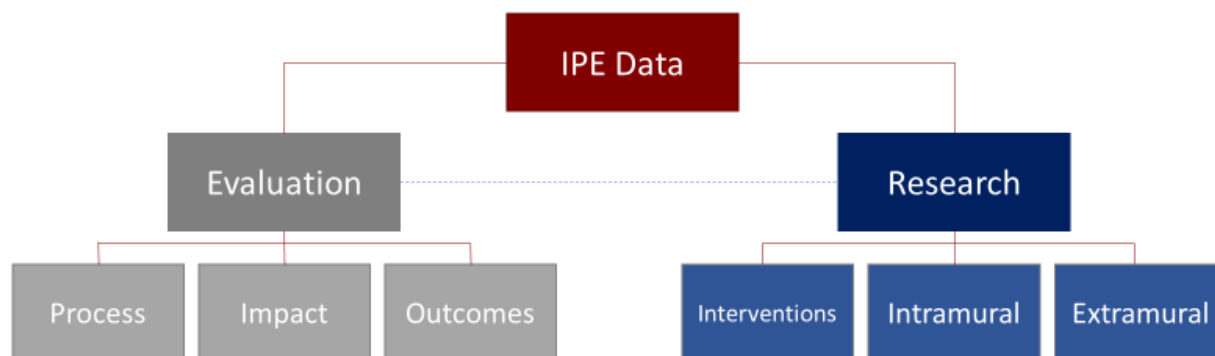 IPE Data
Evaluation
Research
Process
Impact
Outcomes
Interventions
Intramural
Extramural